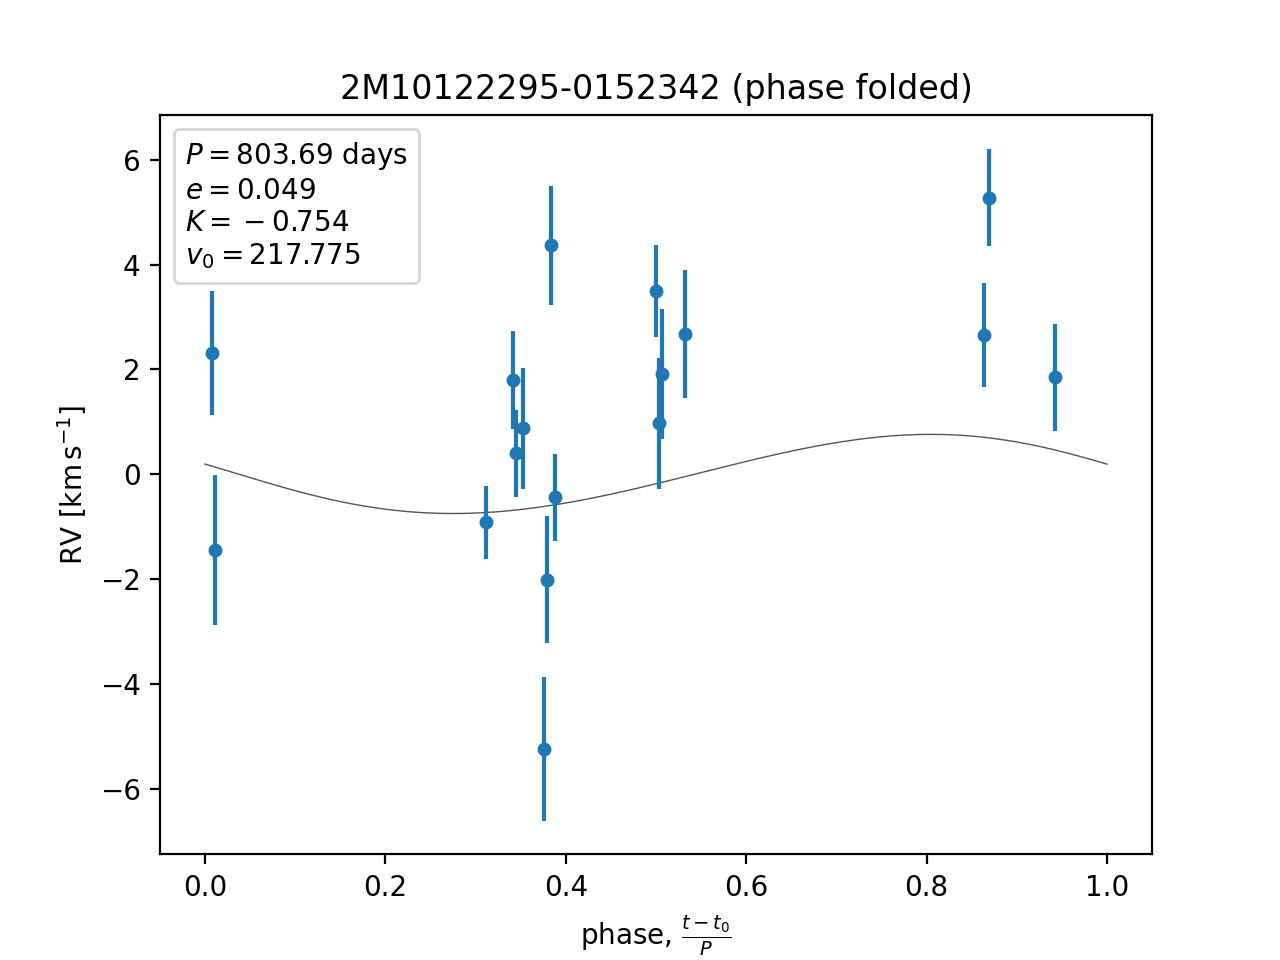 2M10122295-0152342 (phase folded)
P = 803.69 days
e = 0.049
K = −0.754
v₀ = 217.775
6
4
2
0
−2
−4
−6
RV [km s⁻¹]
0.0 0.2 0.4 0.6 0.8 1.0
phase, (t − t₀)/P